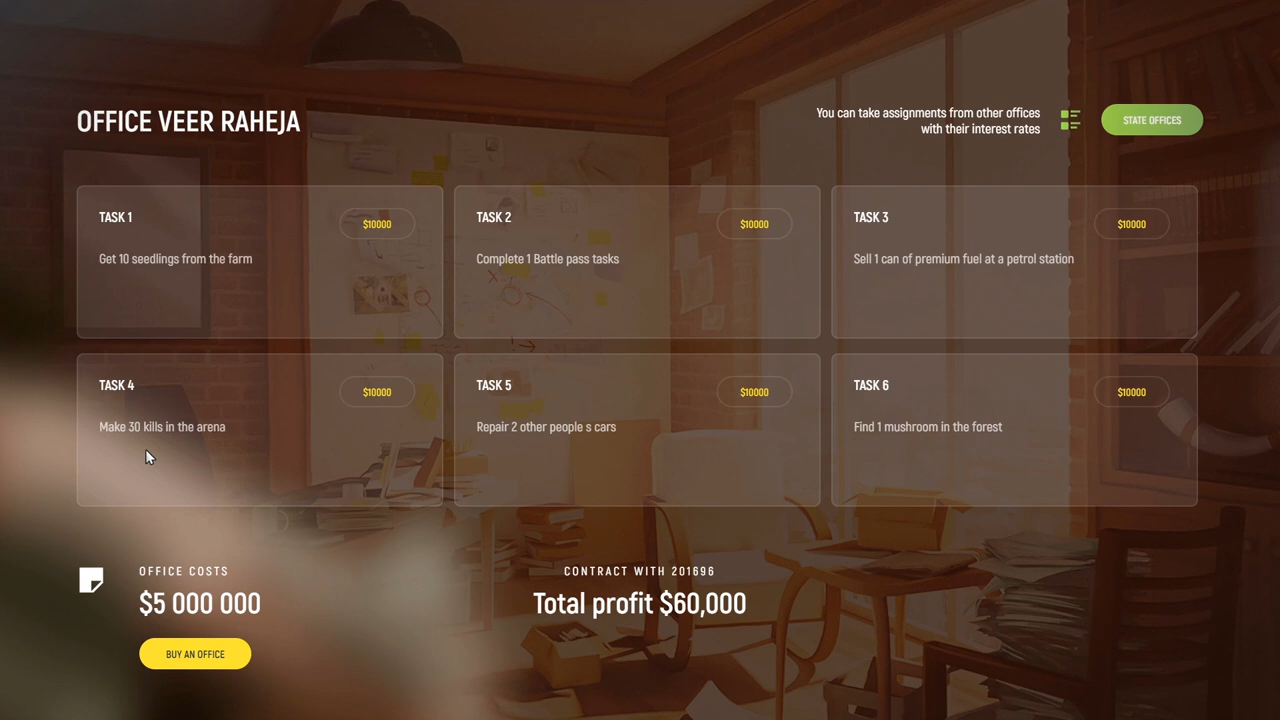 OFFICE VEER RAHEJA
You can take assignments from other offices
with their interest rates
STATE OFFICES
TASK 1
$10000
Get 10 seedlings from the farm
TASK 2
$10000
Complete 1 Battle pass tasks
TASK 3
$10000
Sell 1 can of premium fuel at a petrol station
TASK 4
$10000
Make 30 kills in the arena
TASK 5
$10000
Repair 2 other people s cars
TASK 6
$10000
Find 1 mushroom in the forest
OFFICE COSTS
$5 000 000
BUY AN OFFICE
CONTRACT WITH 201696
Total profit $60,000